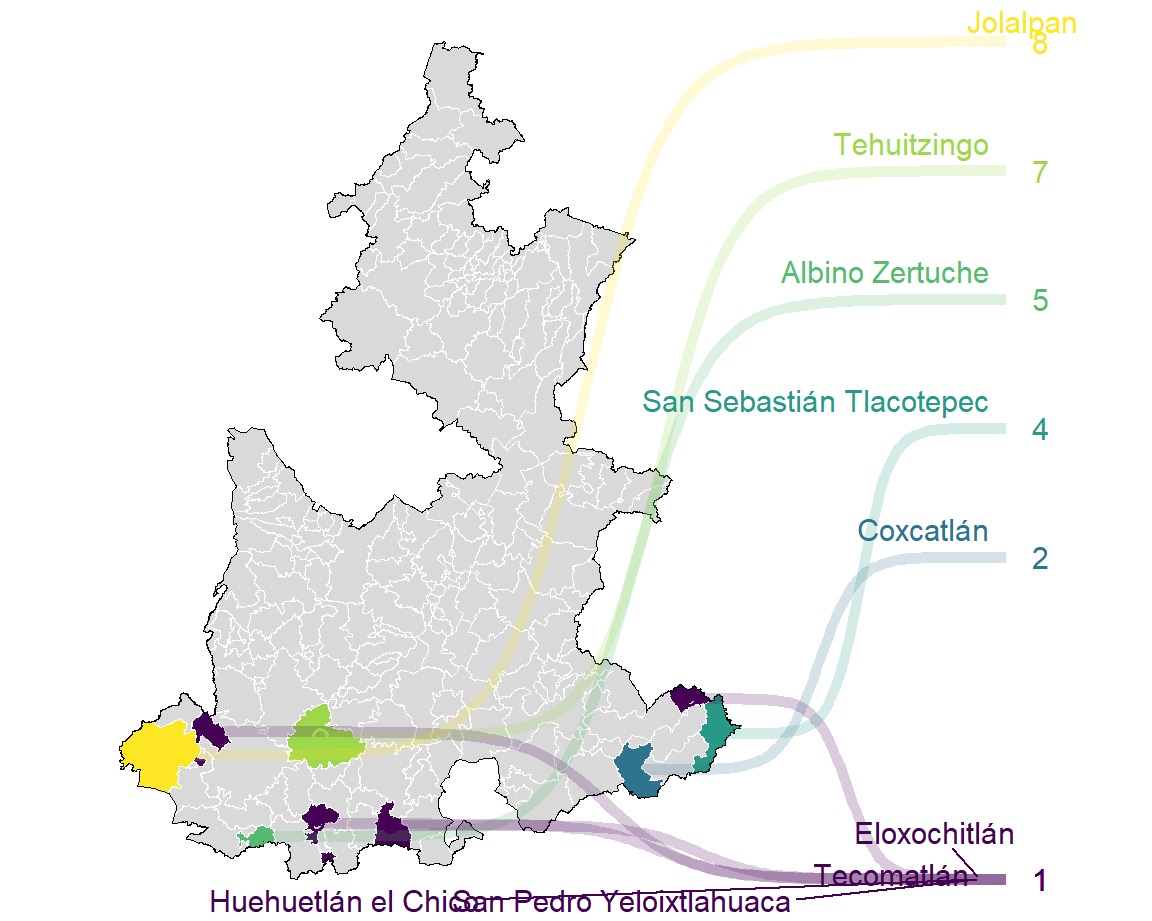 Jolalpan
8
Tehuitzingo
7
Albino Zertuche
5
San Sebastián Tlacotepec
4
Coxcatlán
2
Eloxochitlán
Tecomatlán
1
Huehuetlán el Chico
San Pedro Yeloixtlahuaca